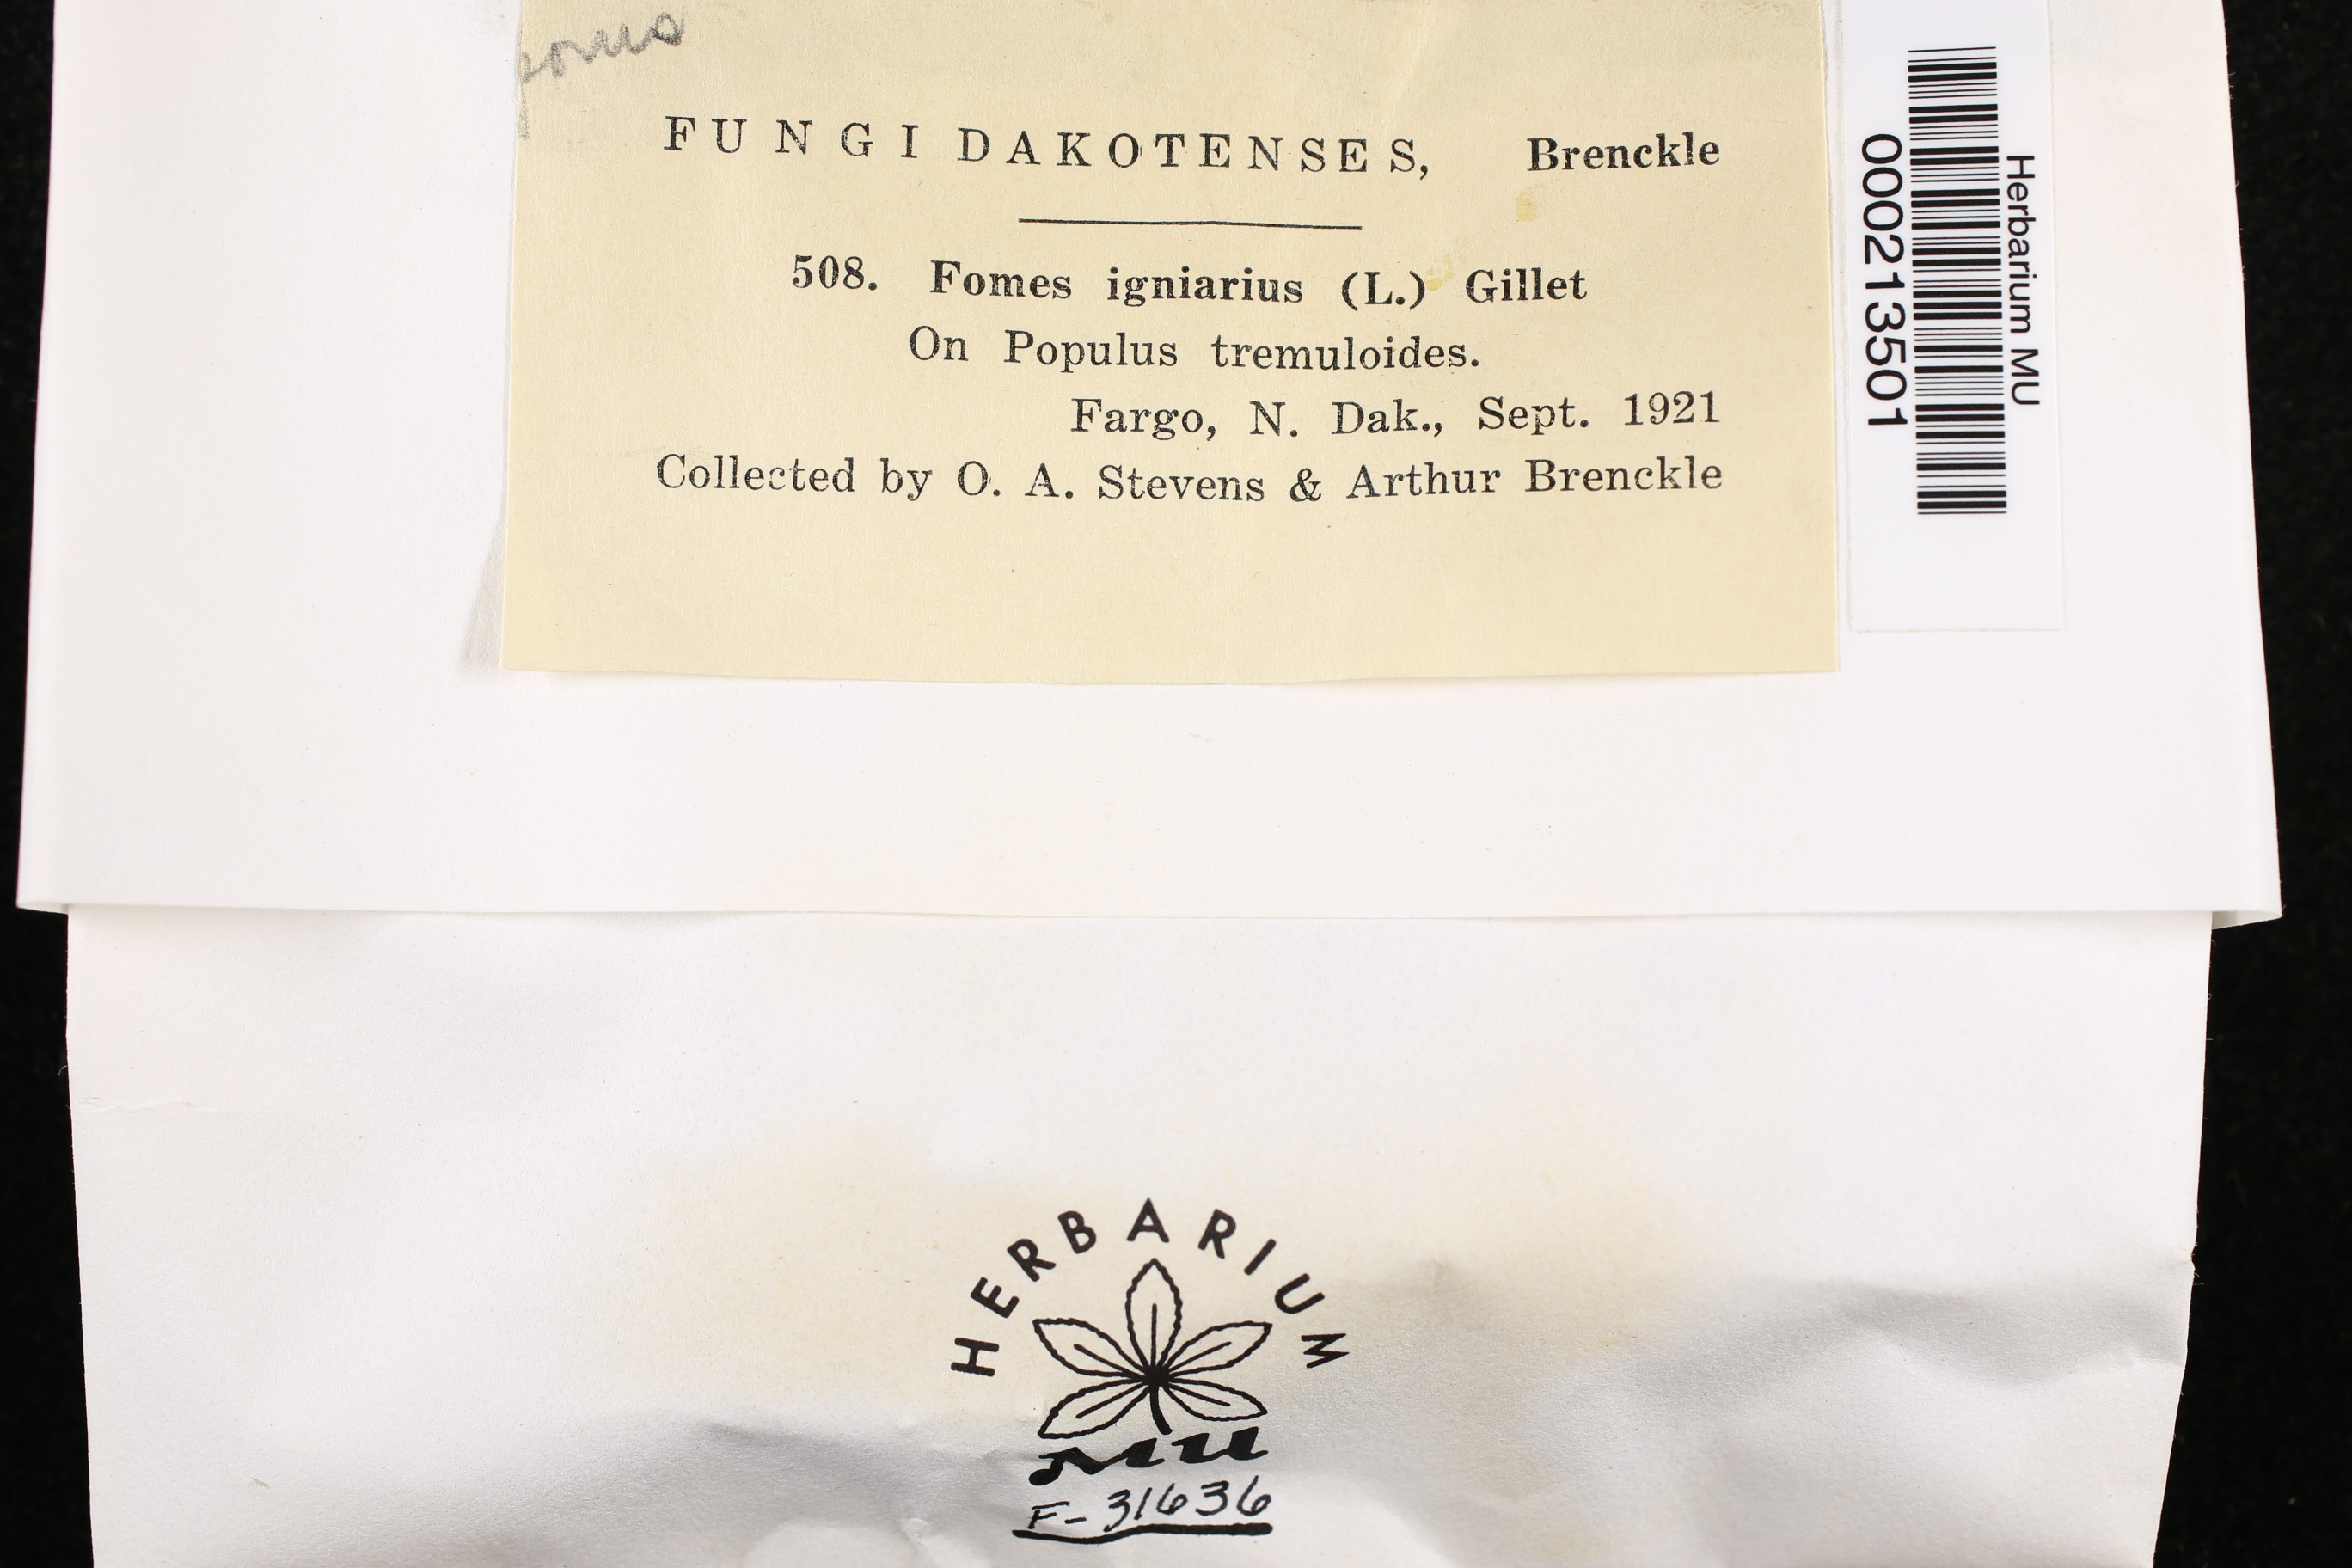 FUNGI DAKOTENSES, Brenckle
508. Fomes igniarius (L.) Gillet
On Populus tremuloides.
Fargo, N. Dak., Sept. 1921
Collected by O. A. Stevens & Arthur Brenckle
Herbarium MU
000213501
HERBARIUM
MU
F-31636